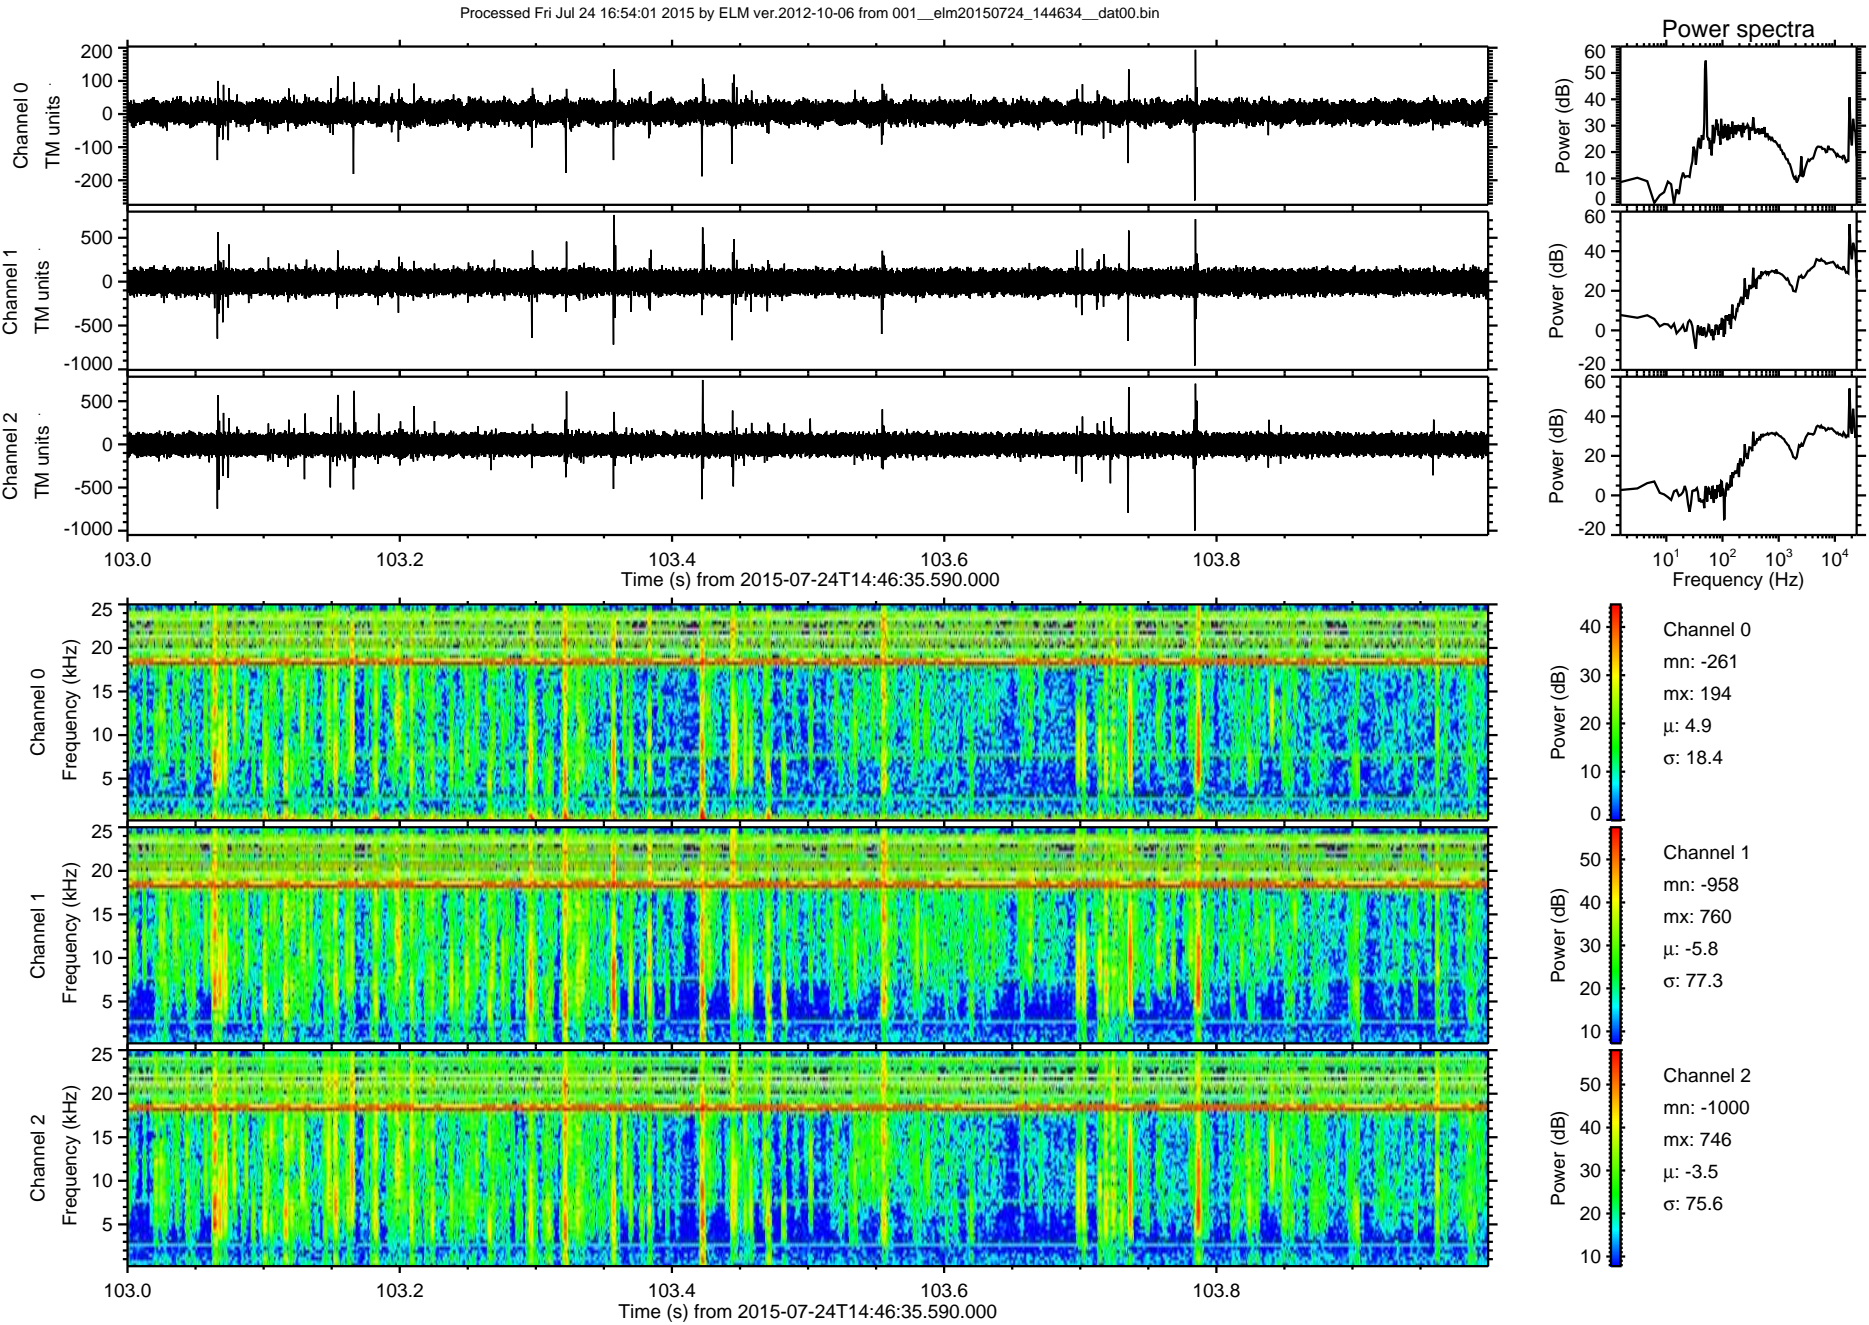 Processed Fri Jul 24 16:54:01 2015 by ELM ver.2012-10-06 from 001__elm20150724_144634__dat00.bin
Power spectra
Channel 0
TM units
200
100
0
-100
-200
Power (dB)
60
50
40
30
20
10
0
Channel 1
TM units
500
0
-500
-1000
Power (dB)
60
40
20
0
-20
Channel 2
TM units
500
0
-500
-1000
Power (dB)
60
40
20
0
-20
103.0
103.2
103.4
103.6
103.8
Time (s) from 2015-07-24T14:46:35.590.000
10^1
10^2
10^3
10^4
Frequency (Hz)
Channel 0
Frequency (kHz)
25
20
15
10
5
Power (dB)
40
30
20
10
0
Channel 0
mn: -261
mx: 194
μ: 4.9
σ: 18.4
Channel 1
Frequency (kHz)
25
20
15
10
5
Power (dB)
50
40
30
20
10
Channel 1
mn: -958
mx: 760
μ: -5.8
σ: 77.3
Channel 2
Frequency (kHz)
25
20
15
10
5
Power (dB)
50
40
30
20
10
Channel 2
mn: -1000
mx: 746
μ: -3.5
σ: 75.6
103.0
103.2
103.4
103.6
103.8
Time (s) from 2015-07-24T14:46:35.590.000